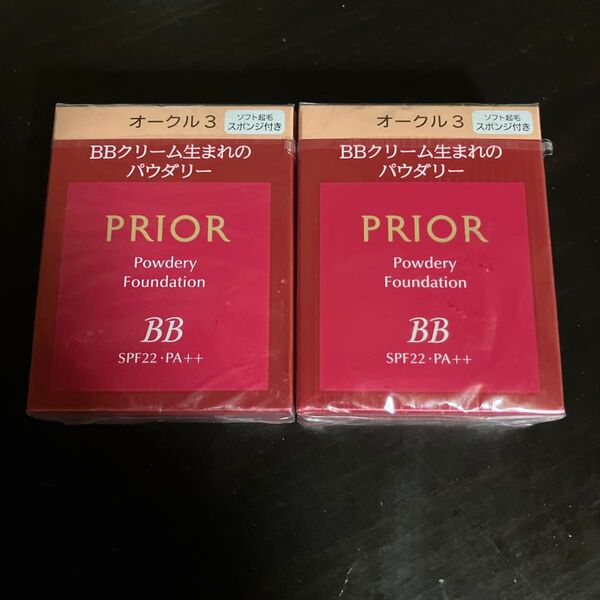 オークル 3
ソフト起毛
スポンジ付き
BBクリーム生まれの
パウダリー
PRIOR
Powdery
Foundation
BB
SPF22・PA++
オークル 3
ソフト起毛
スポンジ付き
BBクリーム生まれの
パウダリー
PRIOR
Powdery
Foundation
BB
SPF22・PA++